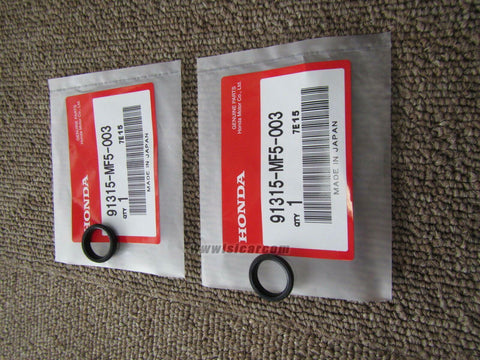 GENUINE PARTS
Honda Motor Co., Ltd.
HONDA
91315-MF5-003
QTY 1
7E15
MADE IN JAPAN
GENUINE PARTS
Honda Motor Co., Ltd.
HONDA
91315-MF5-003
QTY 1
7E15
MADE IN JAPAN
wwwlsicarcom